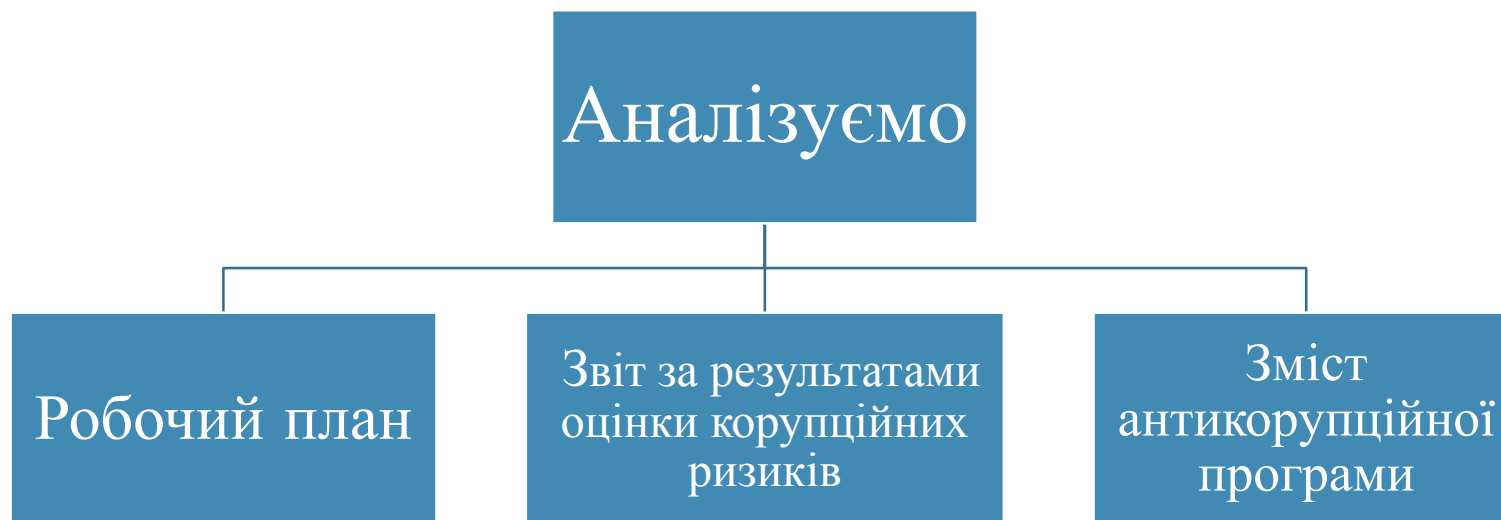 Аналізуємо
Робочий план
Звіт за результатами
оцінки корупційних
ризиків
Зміст
антикорупційної
програми